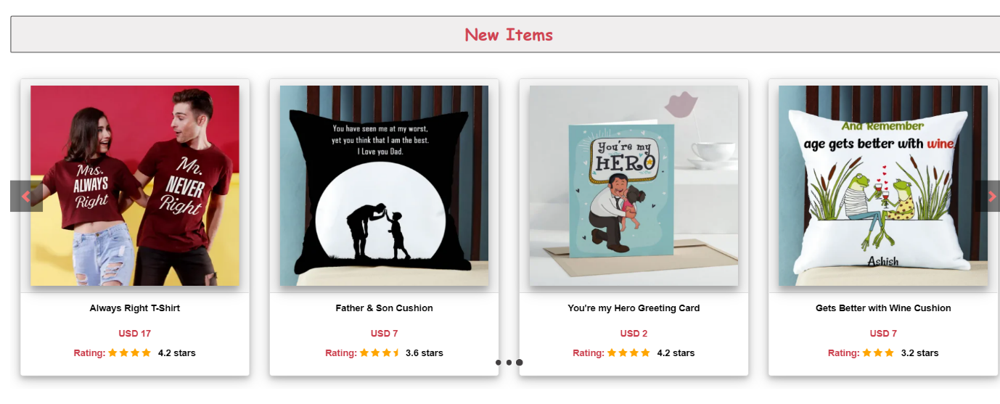 New Items
Mrs.
ALWAYS
Right
Mr.
NEVER
Right
You have seen me at my worst,
yet you think that I am the best.
I Love you Dad.
You're my
HERO
And Remember
age gets better with wine
Ashish
Always Right T-Shirt
Father & Son Cushion
You're my Hero Greeting Card
Gets Better with Wine Cushion
USD 17
USD 7
USD 2
USD 7
Rating: 4.2 stars
Rating: 3.6 stars
Rating: 4.2 stars
Rating: 3.2 stars